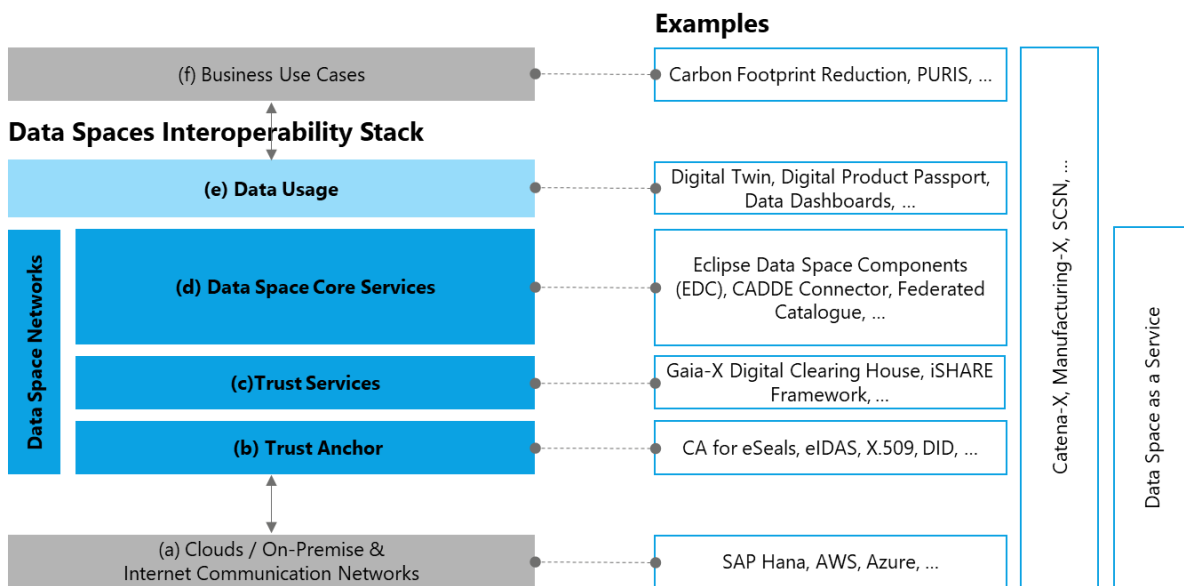 Examples
(f) Business Use Cases
Carbon Footprint Reduction, PURIS, ...
Data Spaces Interoperability Stack
(e) Data Usage
Digital Twin, Digital Product Passport,
Data Dashboards, ...
Data Space Networks
(d) Data Space Core Services
Eclipse Data Space Components
(EDC), CADDE Connector, Federated
Catalogue, ...
(c)Trust Services
Gaia-X Digital Clearing House, iSHARE
Framework, ...
(b) Trust Anchor
CA for eSeals, eIDAS, X.509, DID, ...
(a) Clouds / On-Premise &
Internet Communication Networks
SAP Hana, AWS, Azure, ...
Catena-X, Manufacturing-X, SCSN, ...
Data Space as a Service